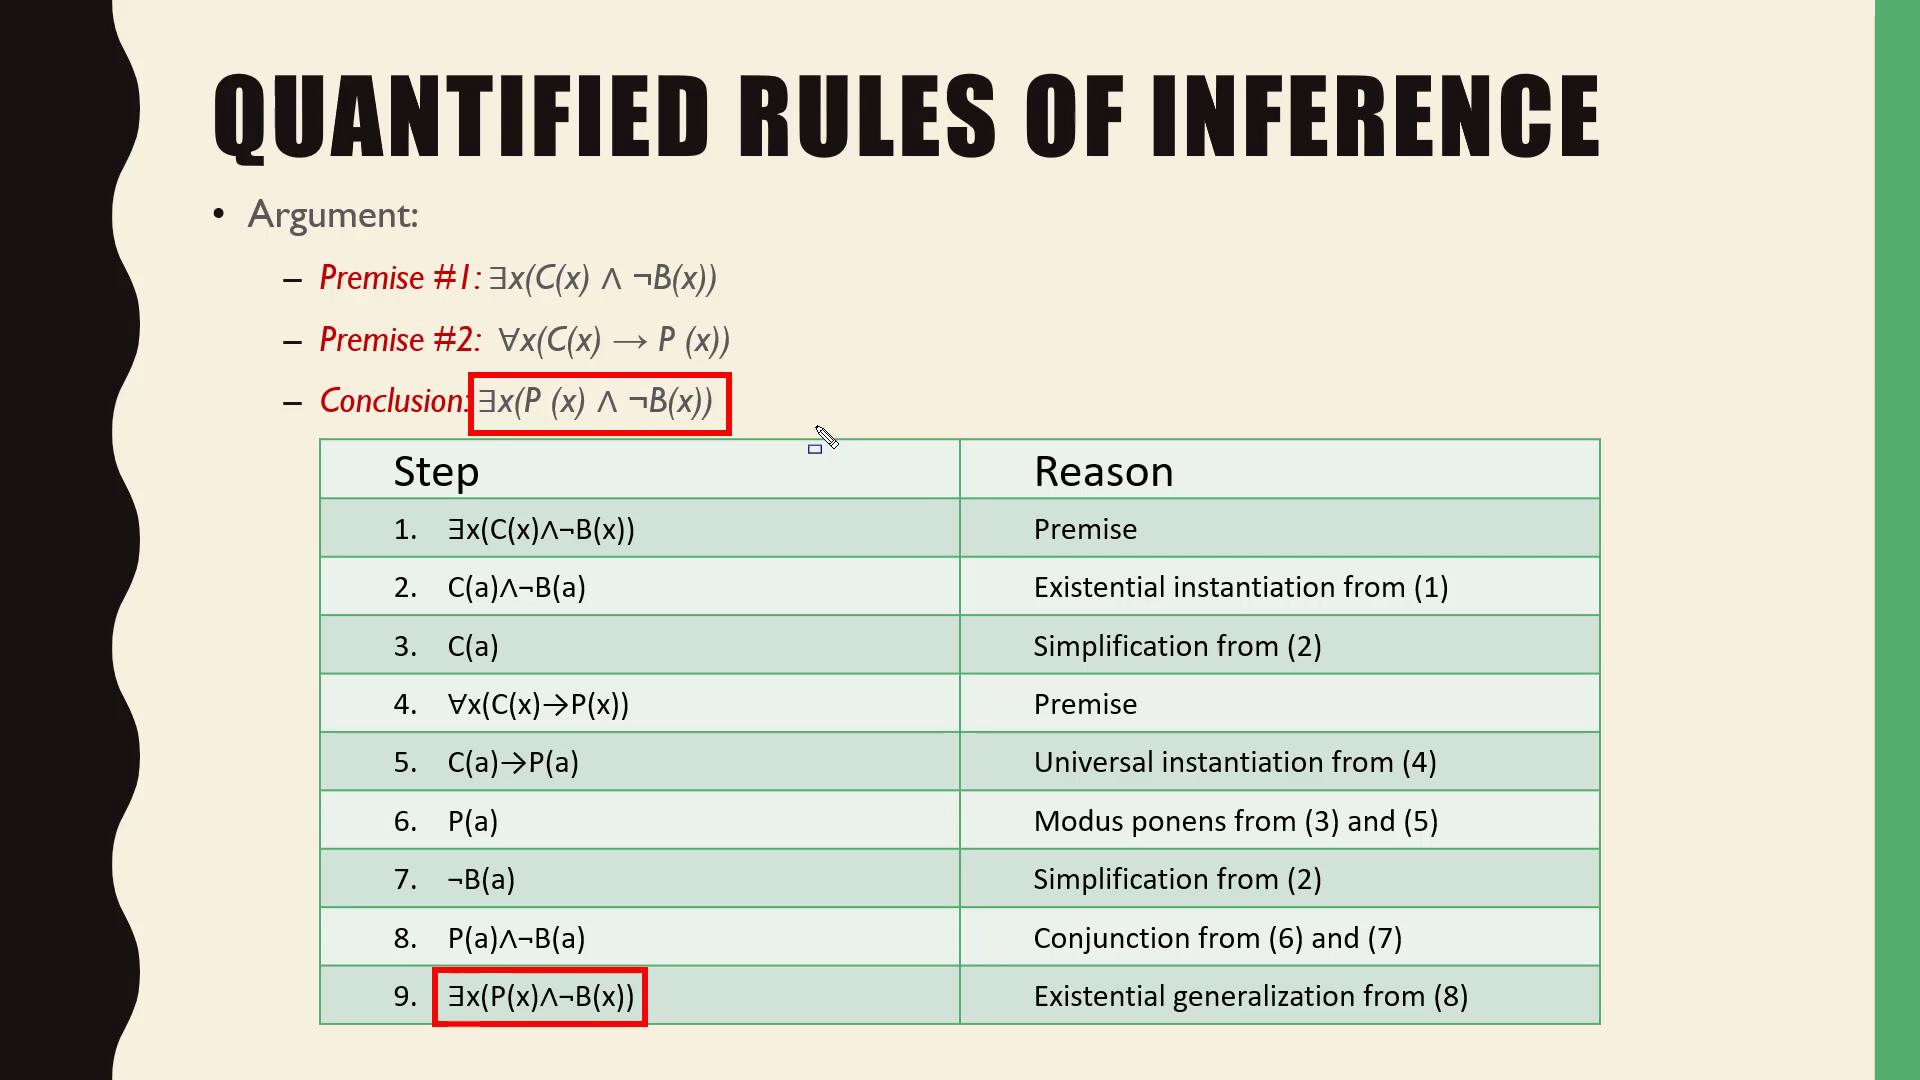 QUANTIFIED RULES OF INFERENCE
• Argument:
– Premise #1: ∃x(C(x) ∧ ¬B(x))
– Premise #2: ∀x(C(x) → P (x))
– Conclusion: ∃x(P (x) ∧ ¬B(x))
Step Reason
1. ∃x(C(x)∧¬B(x)) Premise
2. C(a)∧¬B(a) Existential instantiation from (1)
3. C(a) Simplification from (2)
4. ∀x(C(x)→P(x)) Premise
5. C(a)→P(a) Universal instantiation from (4)
6. P(a) Modus ponens from (3) and (5)
7. ¬B(a) Simplification from (2)
8. P(a)∧¬B(a) Conjunction from (6) and (7)
9. ∃x(P(x)∧¬B(x)) Existential generalization from (8)